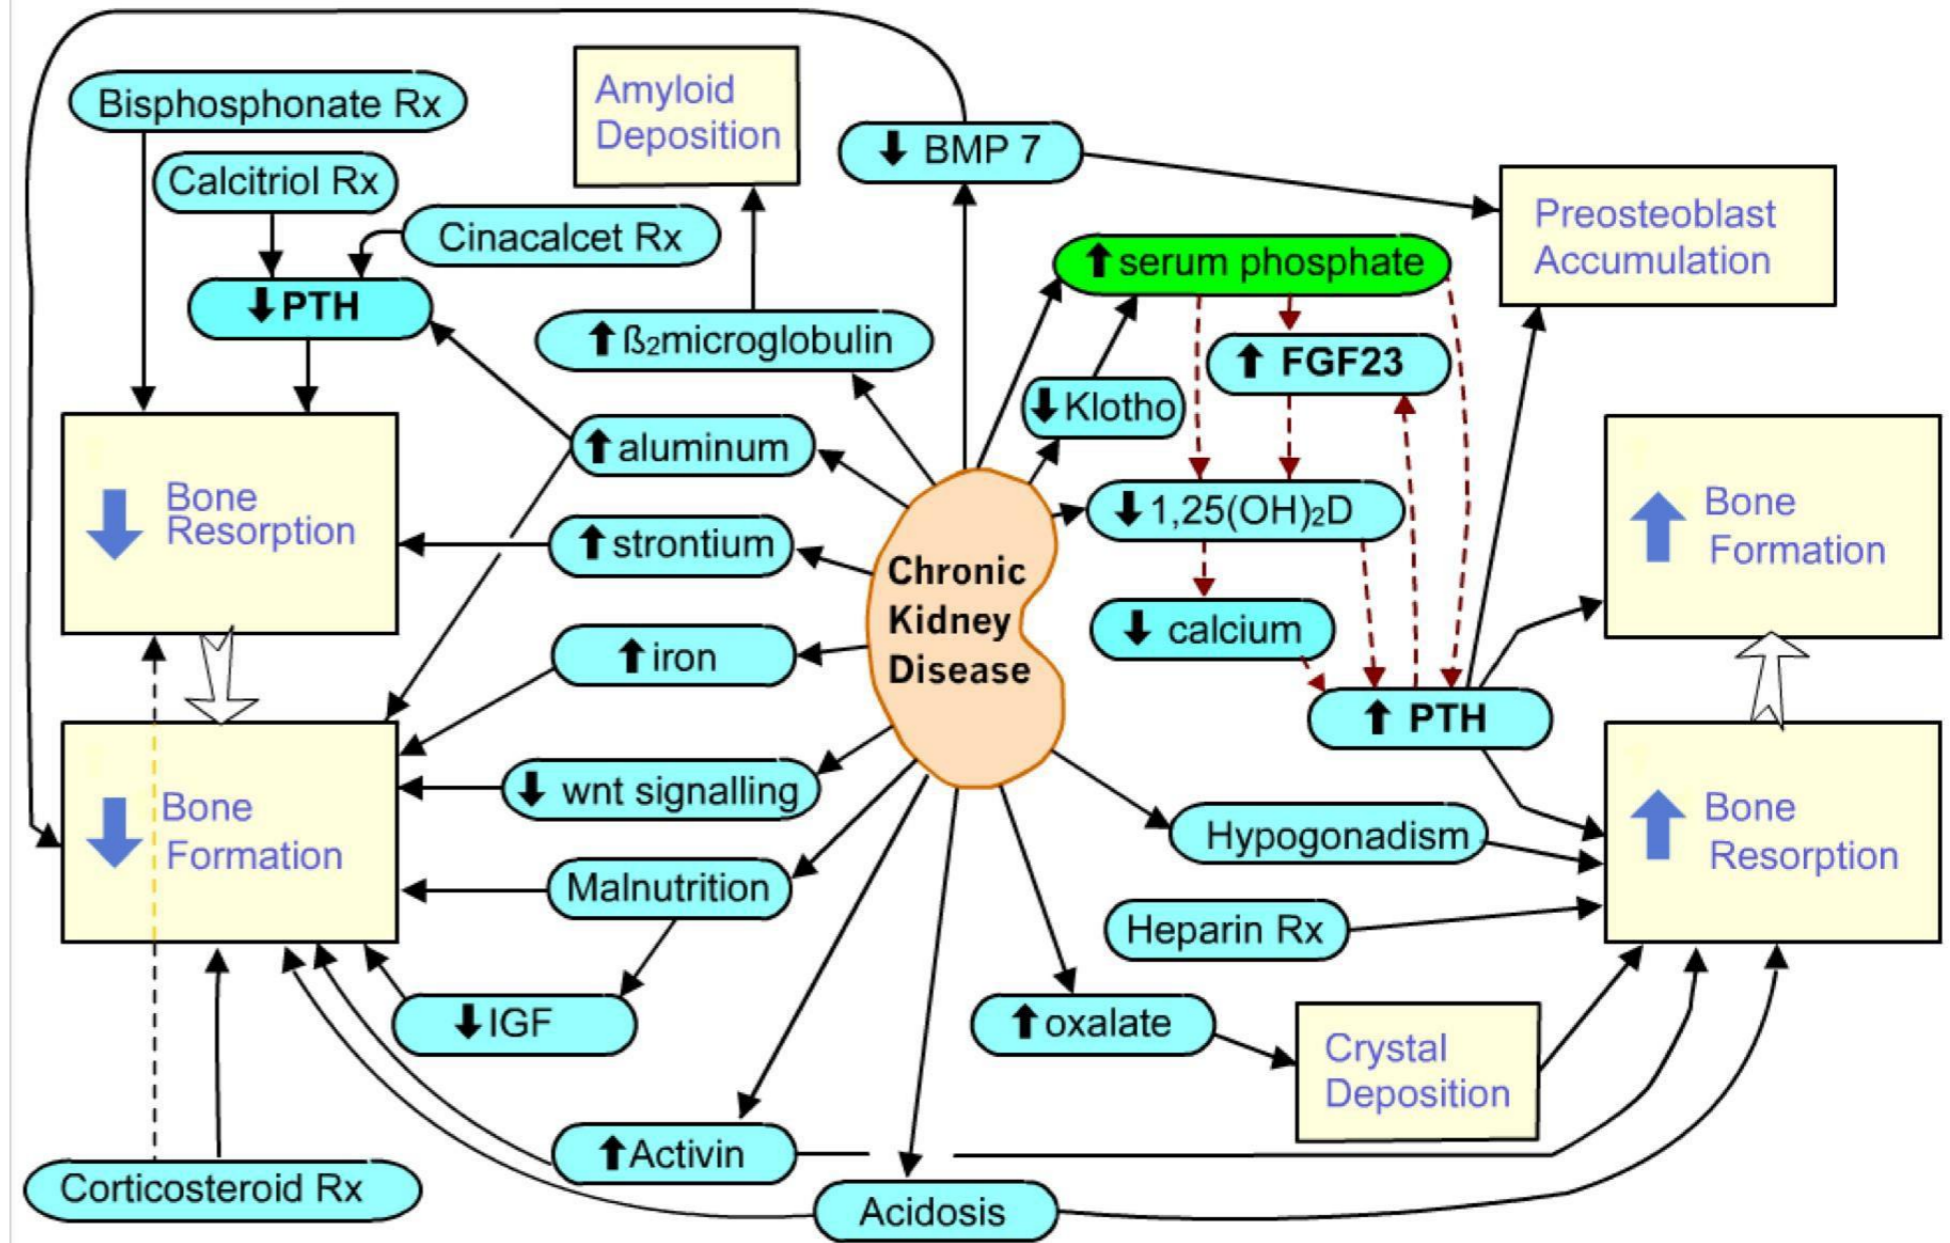 Bisphosphonate Rx
Calcitriol Rx
Cinacalcet Rx
⬇PTH
Amyloid
Deposition
⬇ BMP 7
⬆serum phosphate
Preosteoblast
Accumulation
⬆ß₂microglobulin
⬆ FGF23
⬇Klotho
⬆aluminum
⬇1,25(OH)₂D
⬆strontium
⬇ Bone
Resorption
⬆ Bone
Formation
Chronic
Kidney
Disease
⬇ calcium
⬆iron
⬆ PTH
⬇ Bone
Formation
⬇ wnt signalling
Malnutrition
⬇IGF
Hypogonadism
Heparin Rx
⬆ Bone
Resorption
⬆oxalate
Crystal
Deposition
⬆Activin
Acidosis
Corticosteroid Rx